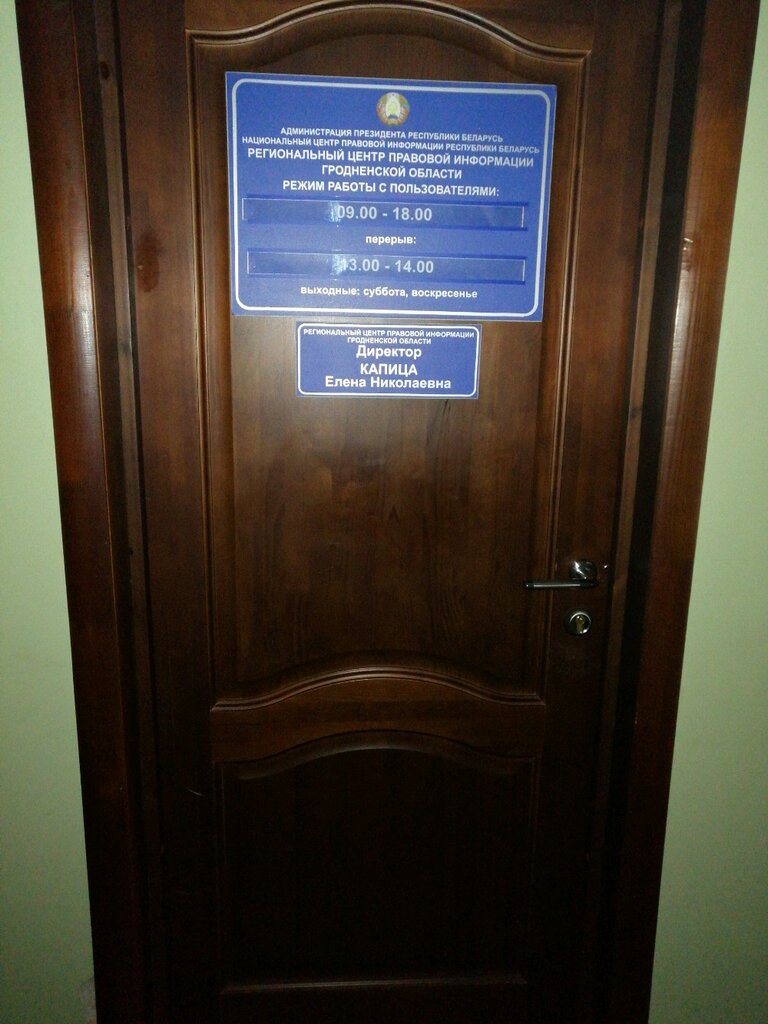 АДМИНИСТРАЦИЯ ПРЕЗИДЕНТА РЕСПУБЛИКИ БЕЛАРУСЬ
НАЦИОНАЛЬНЫЙ ЦЕНТР ПРАВОВОЙ ИНФОРМАЦИИ РЕСПУБЛИКИ БЕЛАРУСЬ
РЕГИОНАЛЬНЫЙ ЦЕНТР ПРАВОВОЙ ИНФОРМАЦИИ
ГРОДНЕНСКОЙ ОБЛАСТИ
РЕЖИМ РАБОТЫ С ПОЛЬЗОВАТЕЛЯМИ:
09.00 - 18.00
перерыв:
13.00 - 14.00
выходные: суббота, воскресенье
РЕГИОНАЛЬНЫЙ ЦЕНТР ПРАВОВОЙ ИНФОРМАЦИИ
ГРОДНЕНСКОЙ ОБЛАСТИ
Директор
КАПИЦА
Елена Николаевна